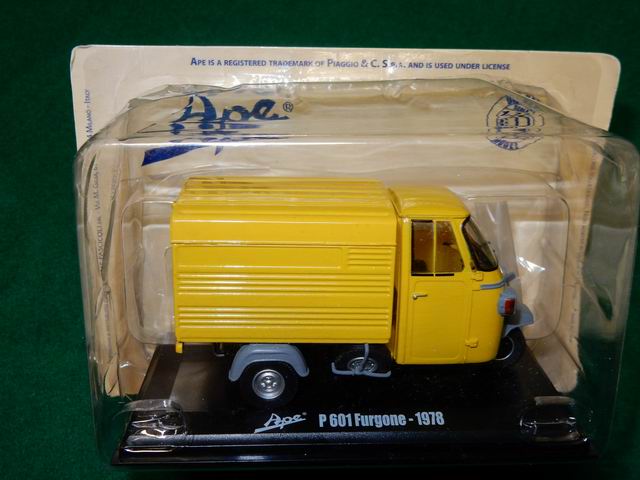 Ape is a registered trademark of Piaggio & C. S.p.A. and is used under license
Ape®
Ape® P 601 Furgone - 1978